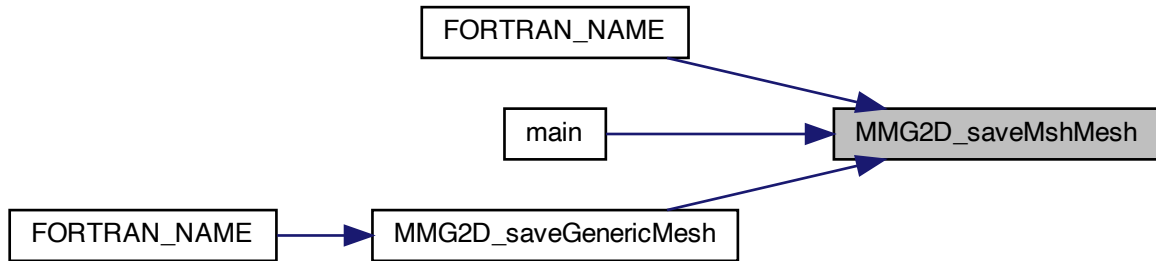 FORTRAN_NAME
main
MMG2D_saveMshMesh
FORTRAN_NAME
MMG2D_saveGenericMesh